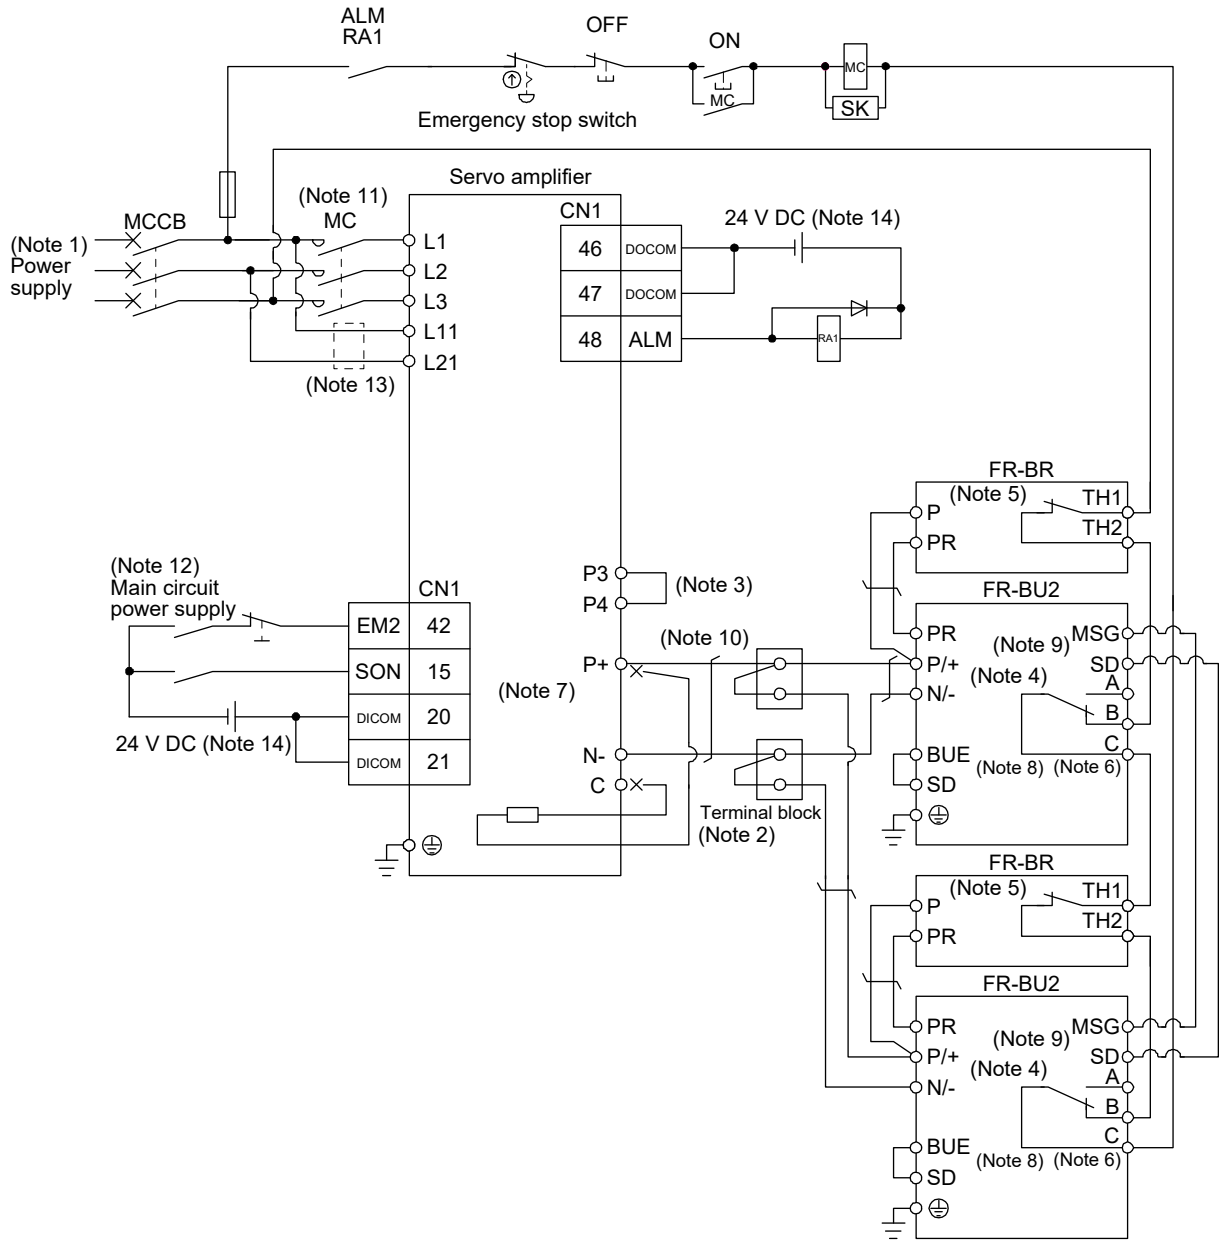 ALM
RA1
OFF
ON
MC
MC
SK
Emergency stop switch
Servo amplifier
(Note 11)
MC
MCCB
(Note 1)
Power
supply
L1
L2
L3
L11
L21
(Note 13)
CN1
46 DOCOM
47 DOCOM
48 ALM
24 V DC (Note 14)
RA1
FR-BR
(Note 5)
P
PR
TH1
TH2
(Note 12)
Main circuit
power supply
CN1
EM2 42
SON 15
DICOM 20
DICOM 21
24 V DC (Note 14)
P3
P4
(Note 3)
(Note 10)
P+
(Note 7)
N-
C
Terminal block
(Note 2)
FR-BU2
PR
P/+
N/-
BUE
SD
(Note 9)
(Note 4)
(Note 8) (Note 6)
MSG
SD
A
B
C
FR-BR
(Note 5)
P
PR
TH1
TH2
FR-BU2
PR
P/+
N/-
BUE
SD
(Note 9)
(Note 4)
(Note 8) (Note 6)
MSG
SD
A
B
C